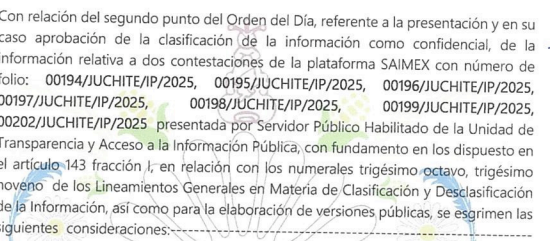 Con relación del segundo punto del Orden del Día, referente a la presentación y en su
caso aprobación de la clasificación de la información como confidencial, de la
información relativa a dos contestaciones de la plataforma SAIMEX con número de
folio: 00194/JUCHITE/IP/2025, 00195/JUCHITE/IP/2025, 00196/JUCHITE/IP/2025,
00197/JUCHITE/IP/2025, 00198/JUCHITE/IP/2025, 00199/JUCHITE/IP/2025,
00202/JUCHITE/IP/2025 presentada por Servidor Público Habilitado de la Unidad de
Transparencia y Acceso a la Información Pública, con fundamento en los dispuesto en
el artículo 143 fracción I, en relación con los numerales trigésimo octavo, trigésimo
noveno de los Lineamientos Generales en Materia de Clasificación y Desclasificación
de la Información, así como para la elaboración de versiones públicas, se esgrimen las
siguientes consideraciones:-----------------------------------------------------------